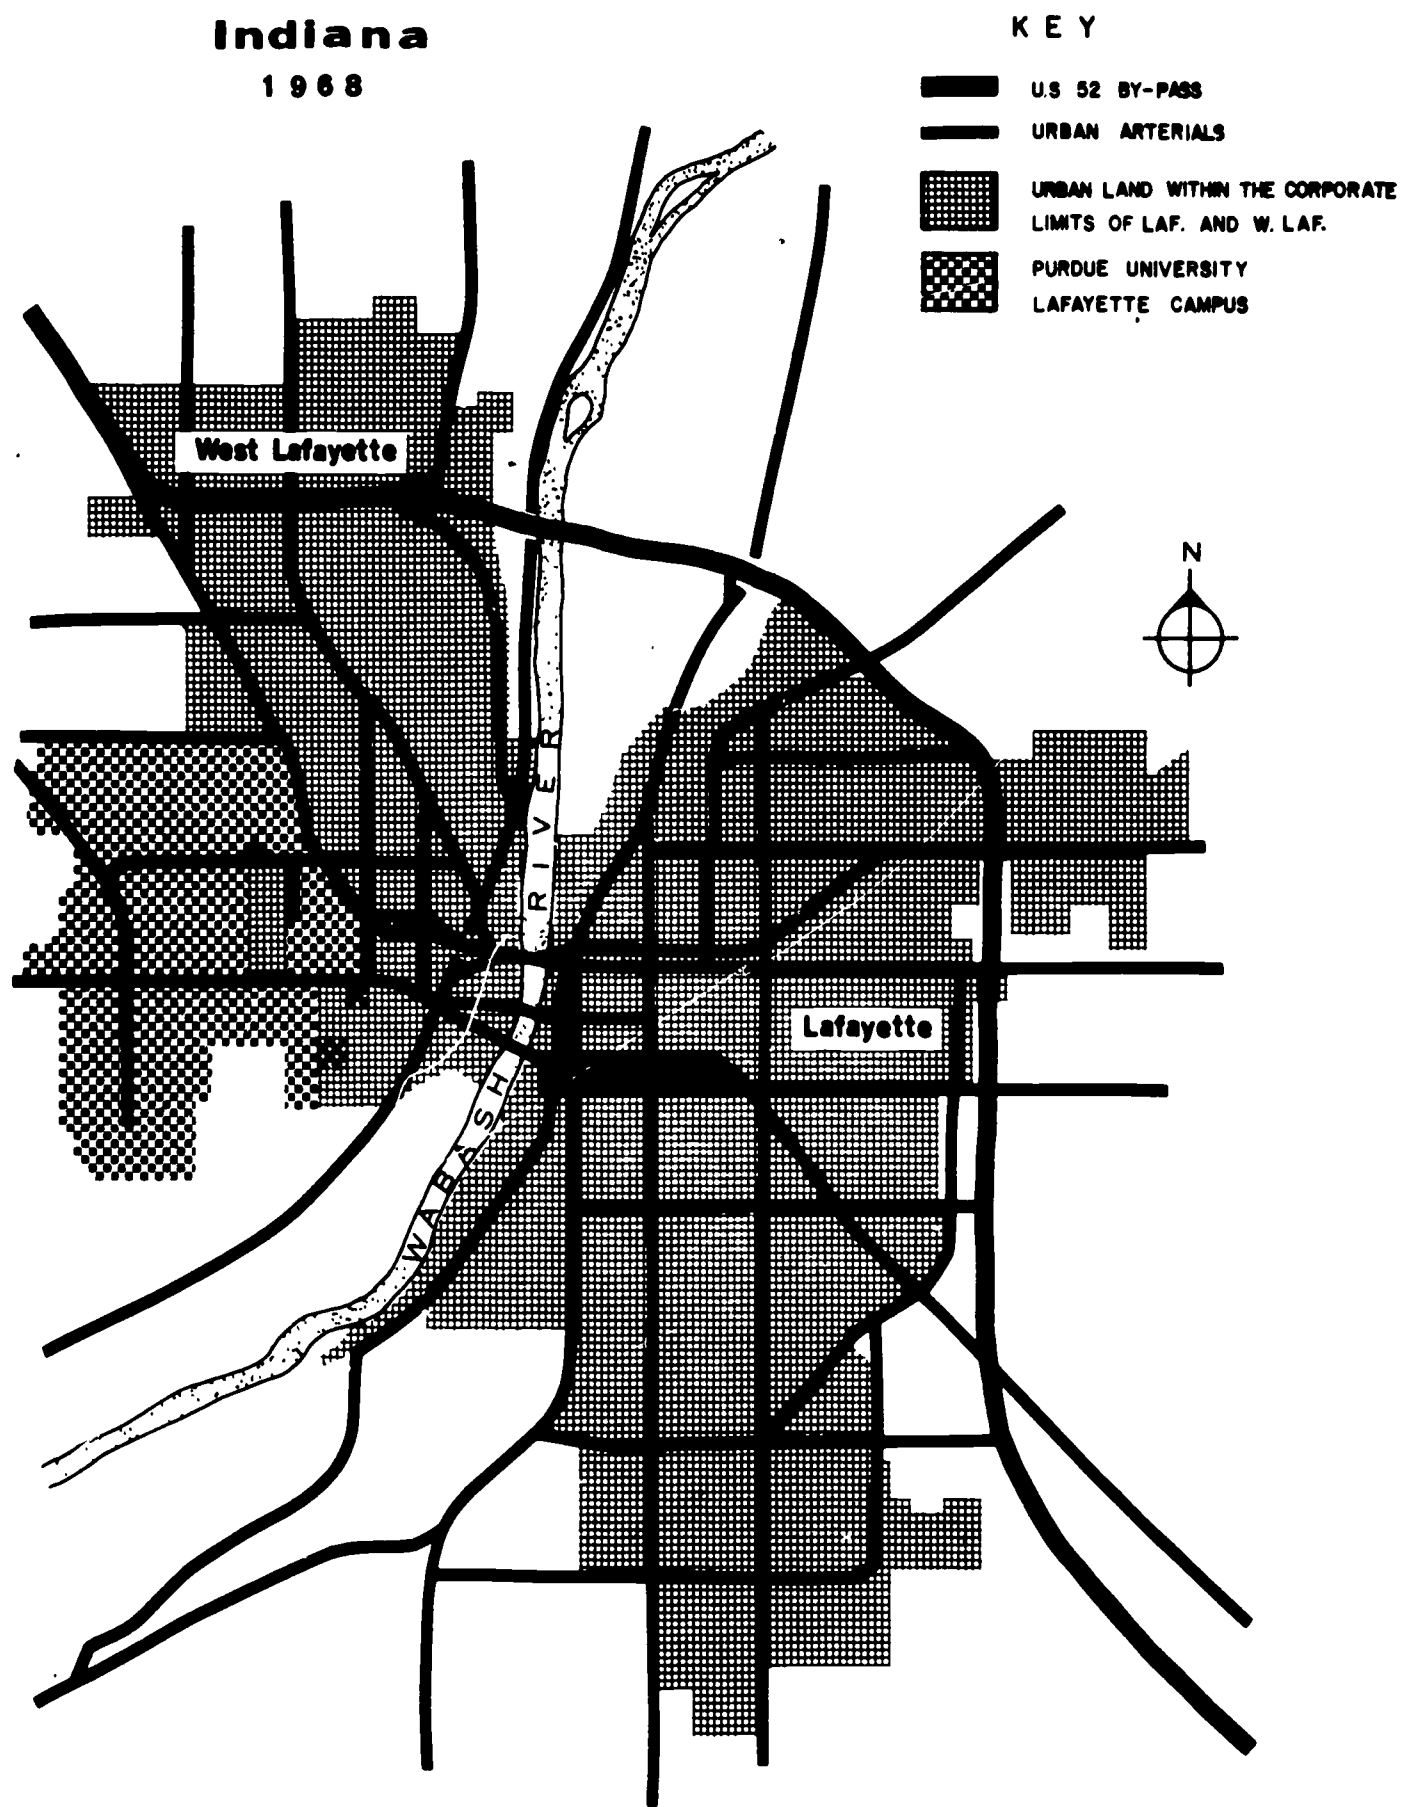 Indiana
1968
KEY
U.S 52 BY-PASS
URBAN ARTERIALS
URBAN LAND WITHIN THE CORPORATE
LIMITS OF LAF. AND W. LAF.
PURDUE UNIVERSITY
LAFAYETTE CAMPUS
West Lafayette
N
WABASH RIVER
Lafayette